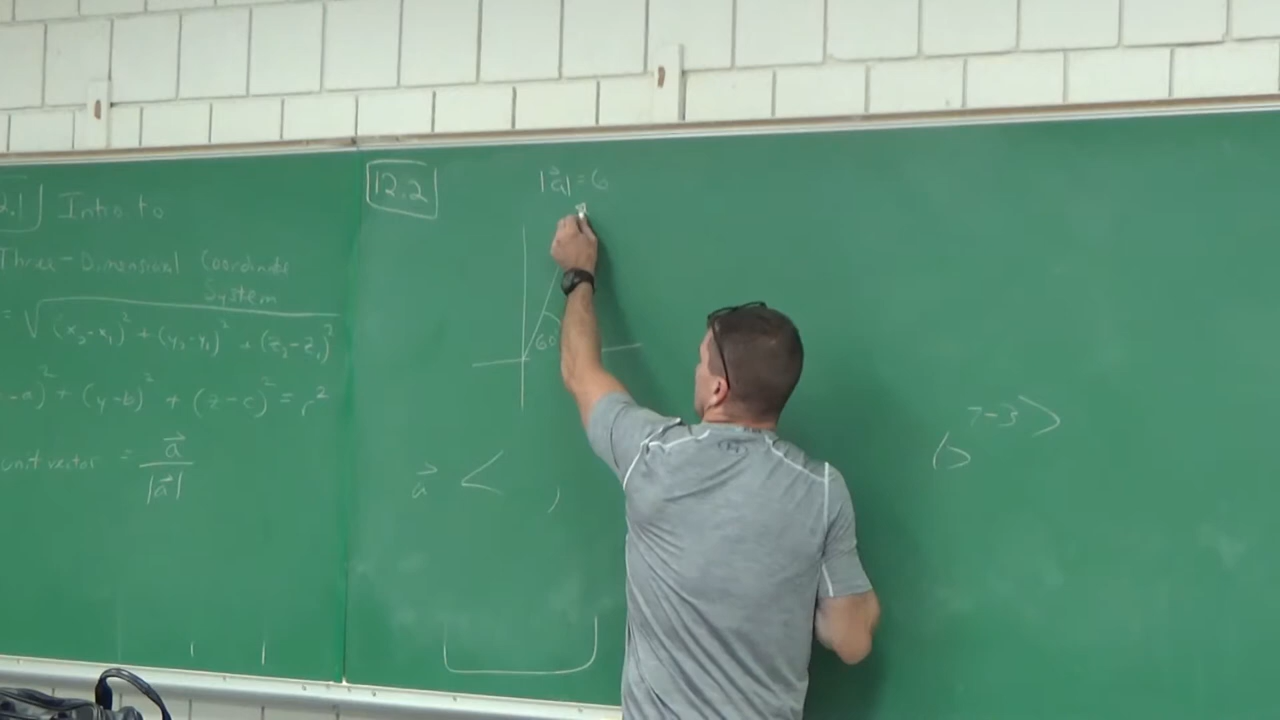 2.1 Intro to
Three-Dimensional Coordinate
System
= √(x₂-x₁)² + (y₂-y₁)² + (z₂-z₁)²
-a)² + (y-b)² + (z-c)² = r²
unit vector = a⃗ / |a⃗|
12.2
|a⃗| = 6
60°
a⃗ < ,
7-3 >